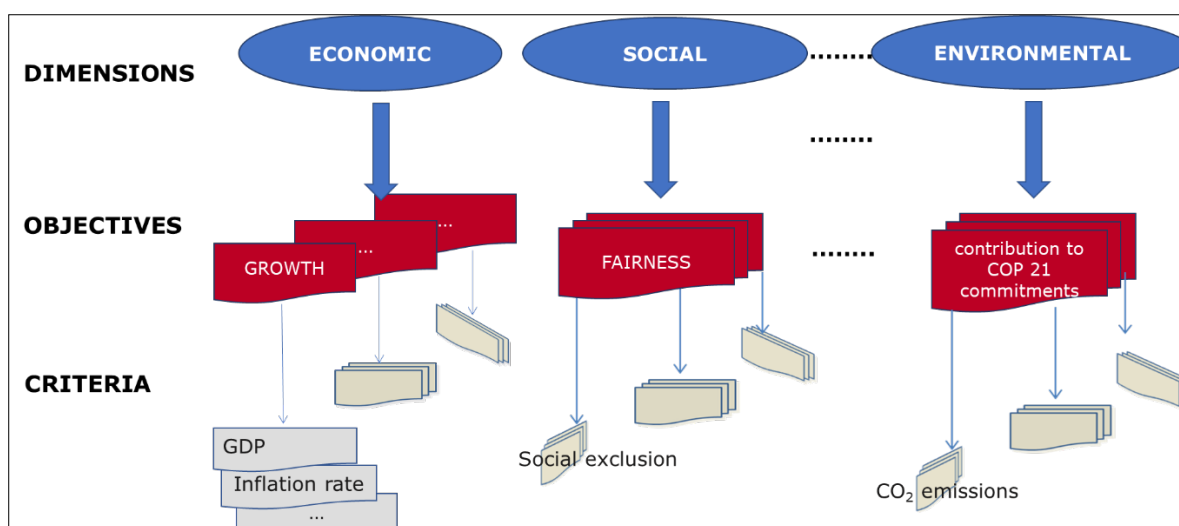 ECONOMIC
SOCIAL
........
ENVIRONMENTAL
DIMENSIONS
........
OBJECTIVES
...
...
GROWTH
FAIRNESS
........
contribution to
COP 21
commitments
CRITERIA
GDP
Inflation rate
...
Social exclusion
CO₂ emissions